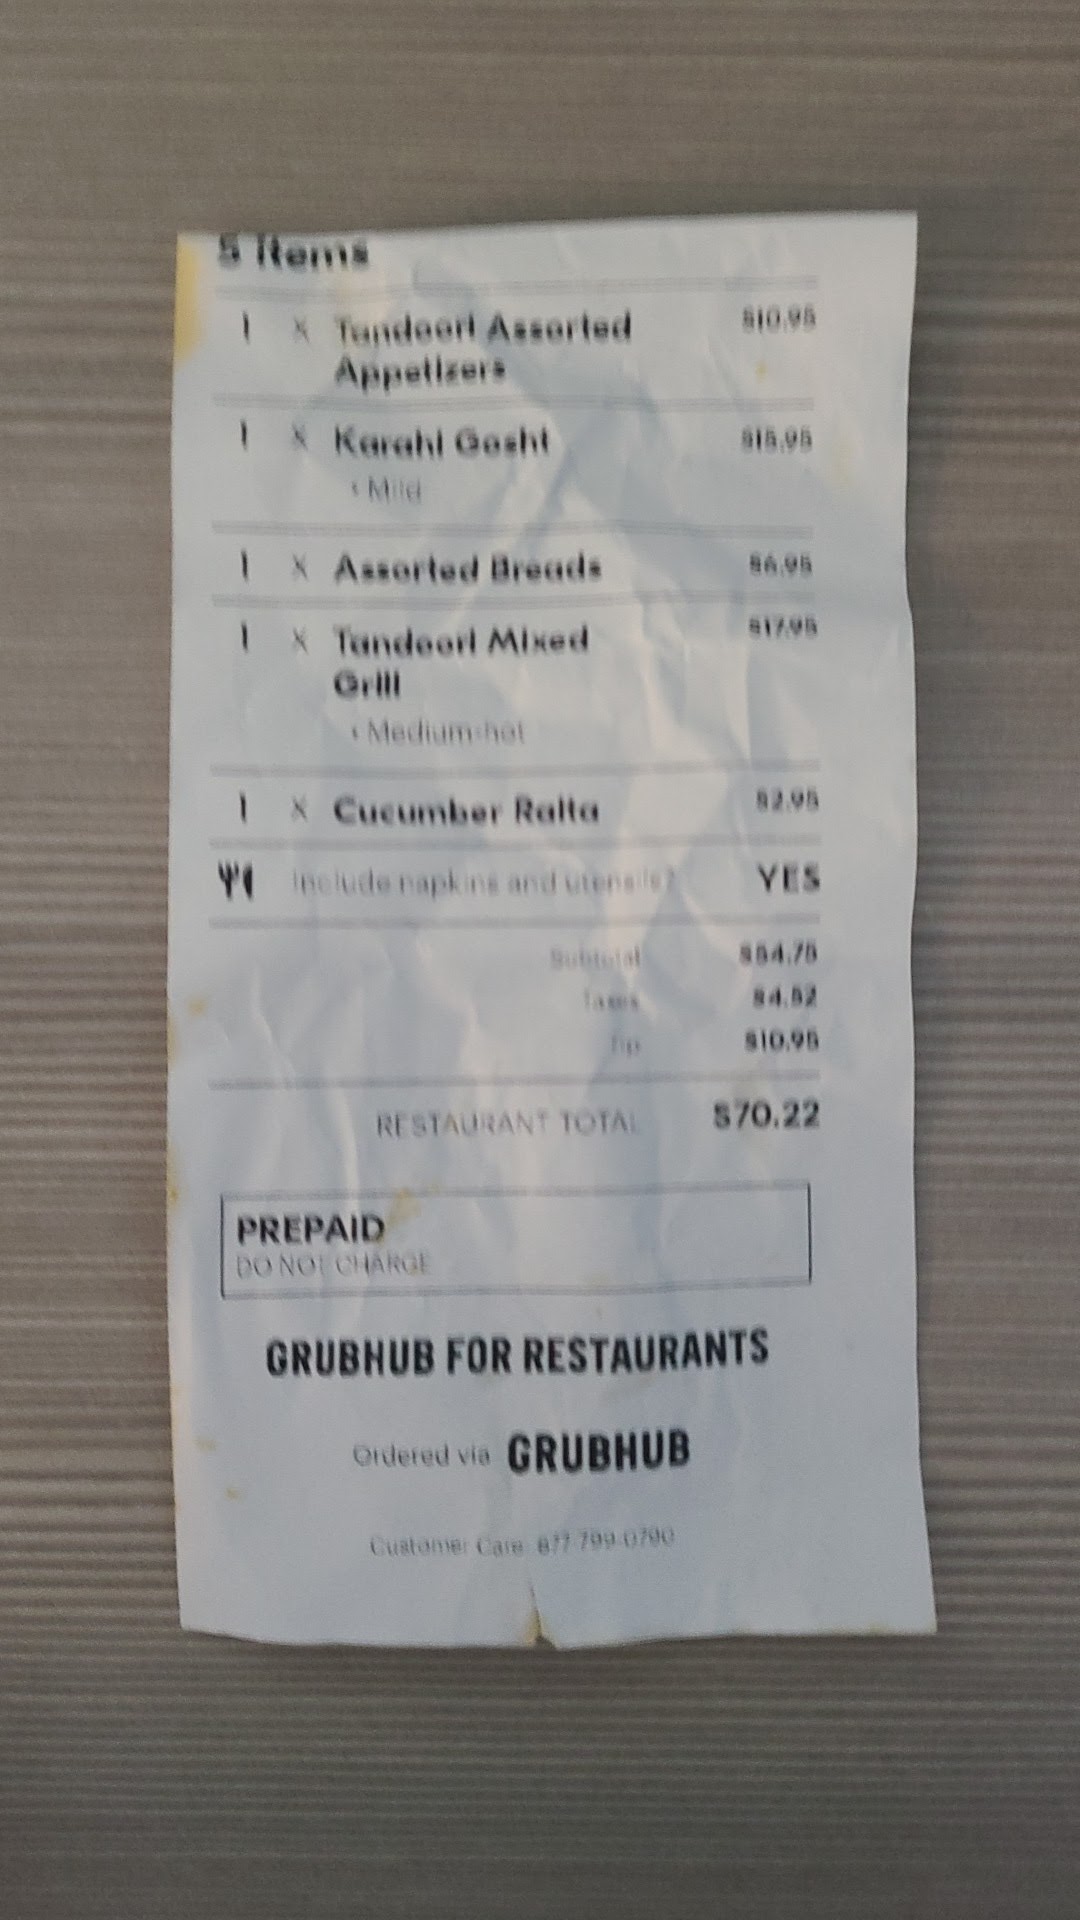 5 Items
1 x Tandoori Assorted $10.95
Appetizers
1 x Karahi Gosht $15.95
• Mild
1 x Assorted Breads $6.95
1 x Tandoori Mixed $17.95
Grill
• Medium-hot
1 x Cucumber Raita $2.95
Include napkins and utensils? YES
Subtotal $54.75
Taxes $4.52
Tip $10.95
RESTAURANT TOTAL $70.22
PREPAID
DO NOT CHARGE
GRUBHUB FOR RESTAURANTS
Ordered via GRUBHUB
Customer Care: 877-799-0790